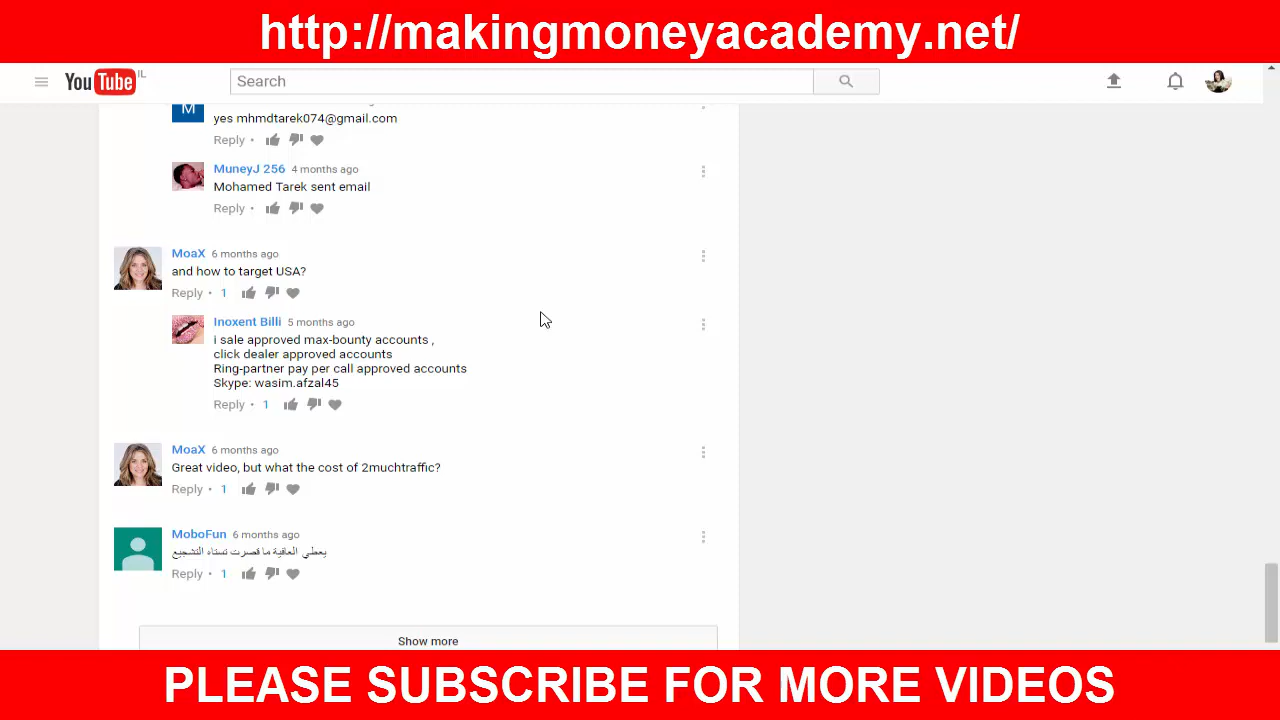 http://makingmoneyacademy.net/
YouTube IL
Search
M
yes mhmdtarek074@gmail.com
Reply •
MuneyJ 256 4 months ago
Mohamed Tarek sent email
Reply •
MoaX 6 months ago
and how to target USA?
Reply • 1
Inoxent Billi 5 months ago
i sale approved max-bounty accounts ,
click dealer approved accounts
Ring-partner pay per call approved accounts
Skype: wasim.afzal45
Reply • 1
MoaX 6 months ago
Great video, but what the cost of 2muchtraffic?
Reply • 1
MoboFun 6 months ago
يعطي العافية ما قصرت تستاه التشجيع
Reply • 1
Show more
PLEASE SUBSCRIBE FOR MORE VIDEOS